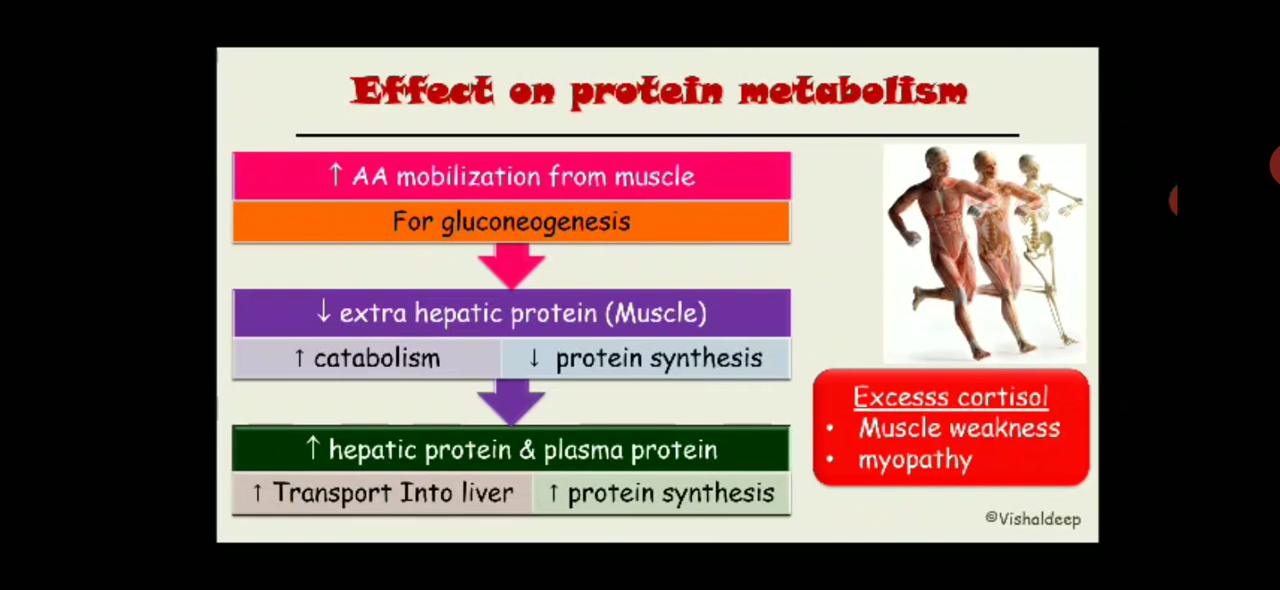 Effect on protein metabolism
↑ AA mobilization from muscle
For gluconeogenesis
↓ extra hepatic protein (Muscle)
↑ catabolism
↓ protein synthesis
↑ hepatic protein & plasma protein
↑ Transport Into liver
↑ protein synthesis
Excesss cortisol
• Muscle weakness
• myopathy
©Vishaldeep